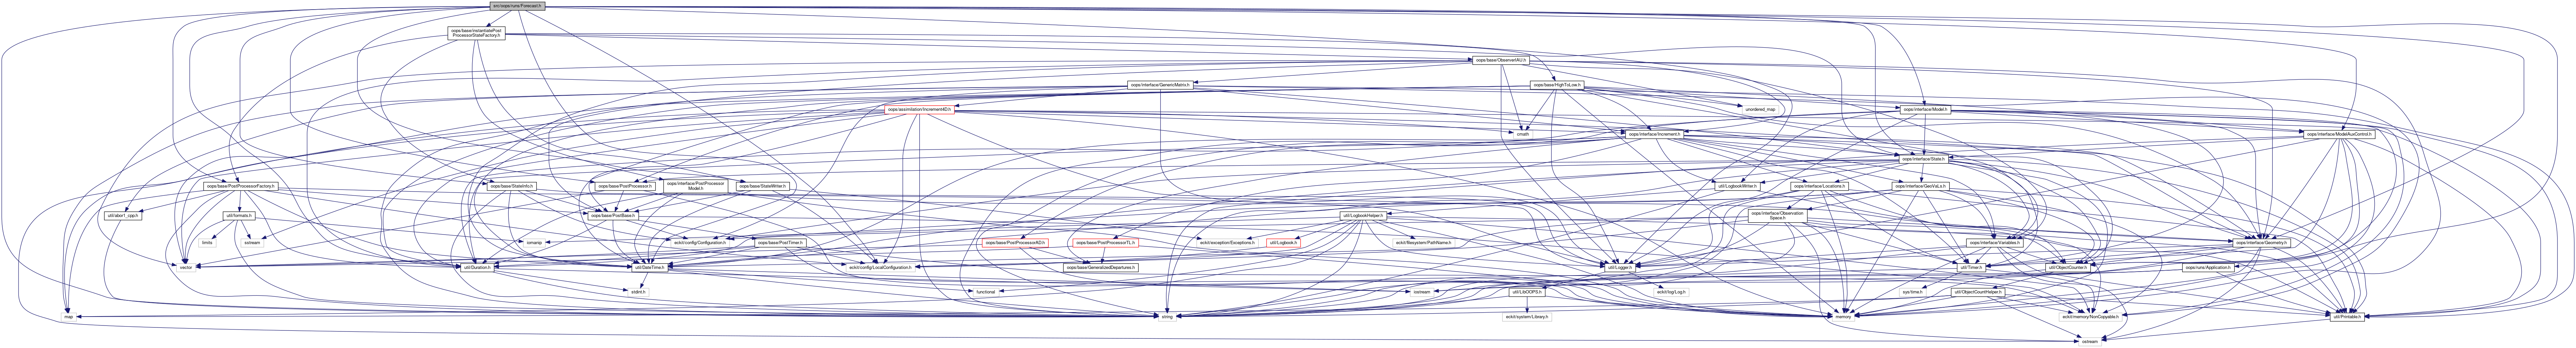 src/oops/runs/Forecast.h
oops/base/instantiatePost
ProcessorStateFactory.h
oops/base/ObserverIAU.h
oops/interface/GenericMatrix.h
oops/base/HighToLow.h
oops/assimilation/Increment4D.h
unordered_map
oops/interface/Model.h
cmath
oops/interface/Increment.h
oops/interface/ModelAuxControl.h
oops/interface/State.h
oops/base/PostProcessorFactory.h
oops/base/StateInfo.h
oops/base/PostProcessor.h
oops/interface/PostProcessor
Model.h
oops/base/StateWriter.h
util/LogbookWriter.h
oops/interface/Locations.h
oops/interface/GeoVaLs.h
util/abor1_cpp.h
util/formats.h
oops/base/PostBase.h
util/LogbookHelper.h
oops/interface/Observation
Space.h
limits
sstream
iomanip
eckit/config/Configuration.h
oops/base/PostTimer.h
eckit/exception/Exceptions.h
oops/base/PostProcessorAD.h
oops/base/PostProcessorTL.h
util/Logbook.h
eckit/filesystem/PathName.h
oops/interface/Variables.h
oops/interface/Geometry.h
vector
util/Duration.h
util/DateTime.h
eckit/config/LocalConfiguration.h
oops/base/GeneralizedDepartures.h
util/Logger.h
util/Timer.h
util/ObjectCounter.h
oops/runs/Application.h
stdint.h
functional
iostream
util/LibOOPS.h
eckit/log/Log.h
sys/time.h
util/ObjectCountHelper.h
map
string
eckit/system/Library.h
memory
eckit/memory/NonCopyable.h
util/Printable.h
ostream